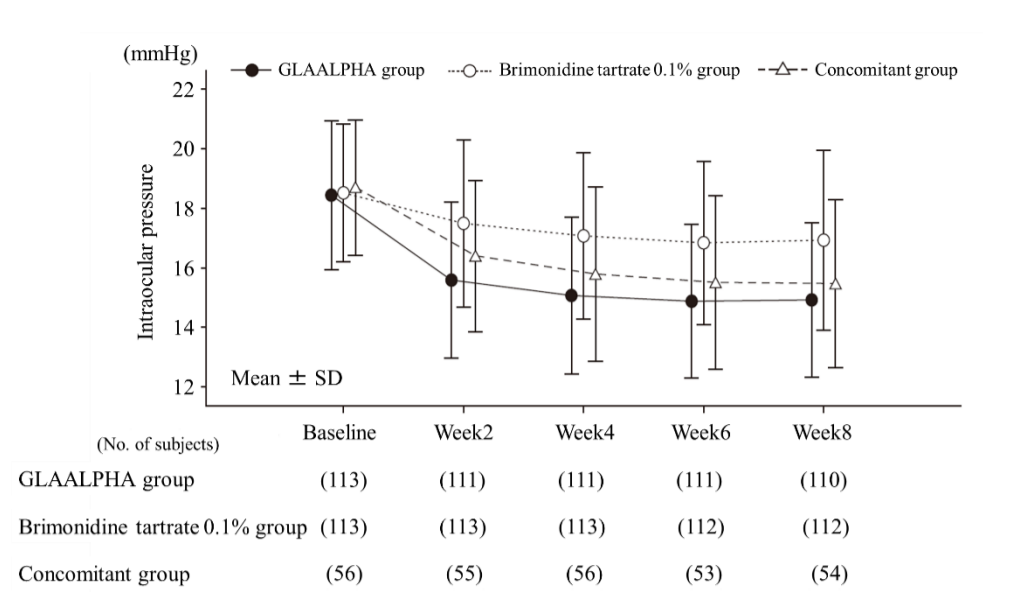 (mmHg)
GLAALPHA group Brimonidine tartrate 0.1% group Concomitant group
22
20
18
16
14
12
Intraocular pressure
Mean ± SD
Baseline Week2 Week4 Week6 Week8
(No. of subjects)
GLAALPHA group (113) (111) (111) (111) (110)
Brimonidine tartrate 0.1% group (113) (113) (113) (112) (112)
Concomitant group (56) (55) (56) (53) (54)